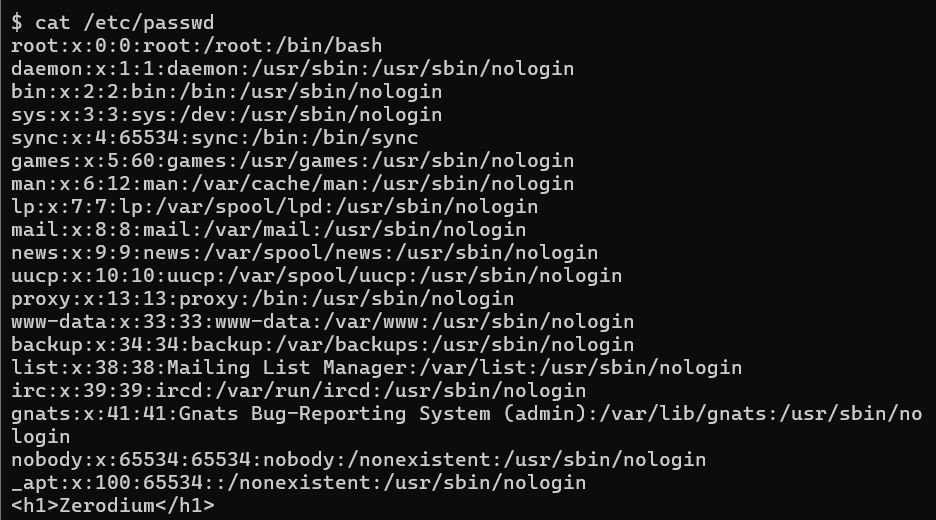 $ cat /etc/passwd
root:x:0:0:root:/root:/bin/bash
daemon:x:1:1:daemon:/usr/sbin:/usr/sbin/nologin
bin:x:2:2:bin:/bin:/usr/sbin/nologin
sys:x:3:3:sys:/dev:/usr/sbin/nologin
sync:x:4:65534:sync:/bin:/bin/sync
games:x:5:60:games:/usr/games:/usr/sbin/nologin
man:x:6:12:man:/var/cache/man:/usr/sbin/nologin
lp:x:7:7:lp:/var/spool/lpd:/usr/sbin/nologin
mail:x:8:8:mail:/var/mail:/usr/sbin/nologin
news:x:9:9:news:/var/spool/news:/usr/sbin/nologin
uucp:x:10:10:uucp:/var/spool/uucp:/usr/sbin/nologin
proxy:x:13:13:proxy:/bin:/usr/sbin/nologin
www-data:x:33:33:www-data:/var/www:/usr/sbin/nologin
backup:x:34:34:backup:/var/backups:/usr/sbin/nologin
list:x:38:38:Mailing List Manager:/var/list:/usr/sbin/nologin
irc:x:39:39:ircd:/var/run/ircd:/usr/sbin/nologin
gnats:x:41:41:Gnats Bug-Reporting System (admin):/var/lib/gnats:/usr/sbin/no
login
nobody:x:65534:65534:nobody:/nonexistent:/usr/sbin/nologin
_apt:x:100:65534::/nonexistent:/usr/sbin/nologin
<h1>Zerodium</h1>